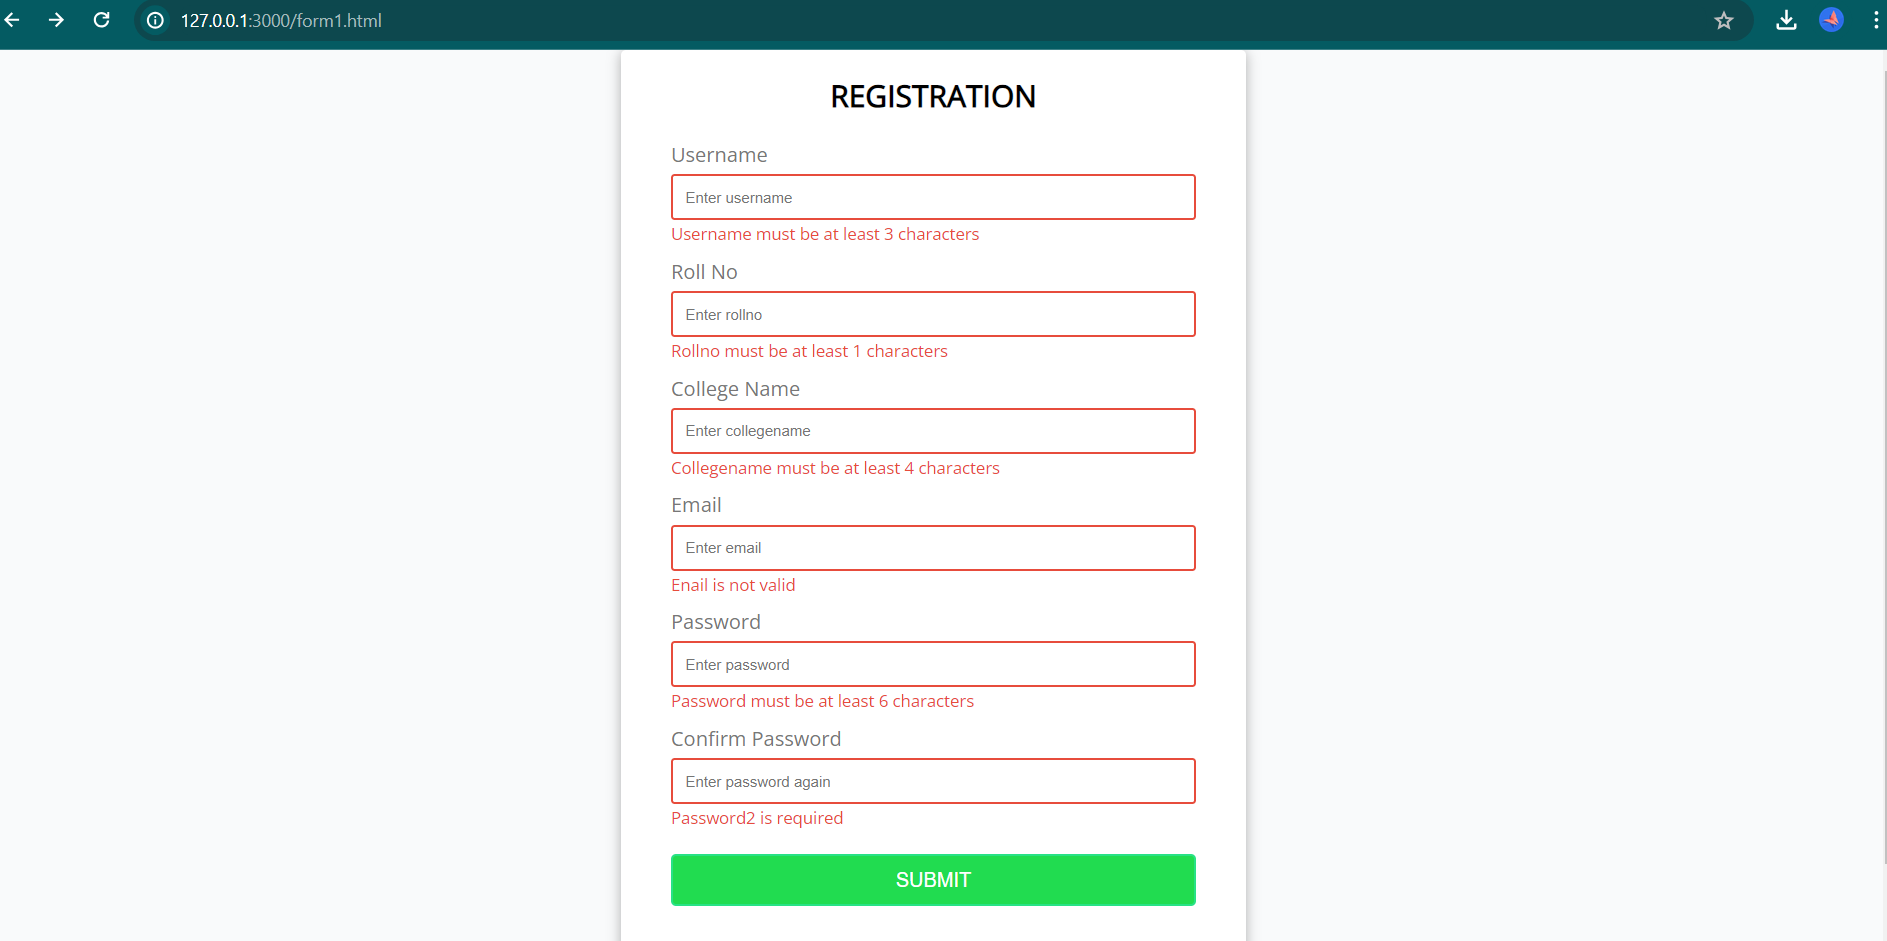 127.0.0.1:3000/form1.html
REGISTRATION
Username
Enter username
Username must be at least 3 characters
Roll No
Enter rollno
Rollno must be at least 1 characters
College Name
Enter collegename
Collegename must be at least 4 characters
Email
Enter email
Enail is not valid
Password
Enter password
Password must be at least 6 characters
Confirm Password
Enter password again
Password2 is required
SUBMIT